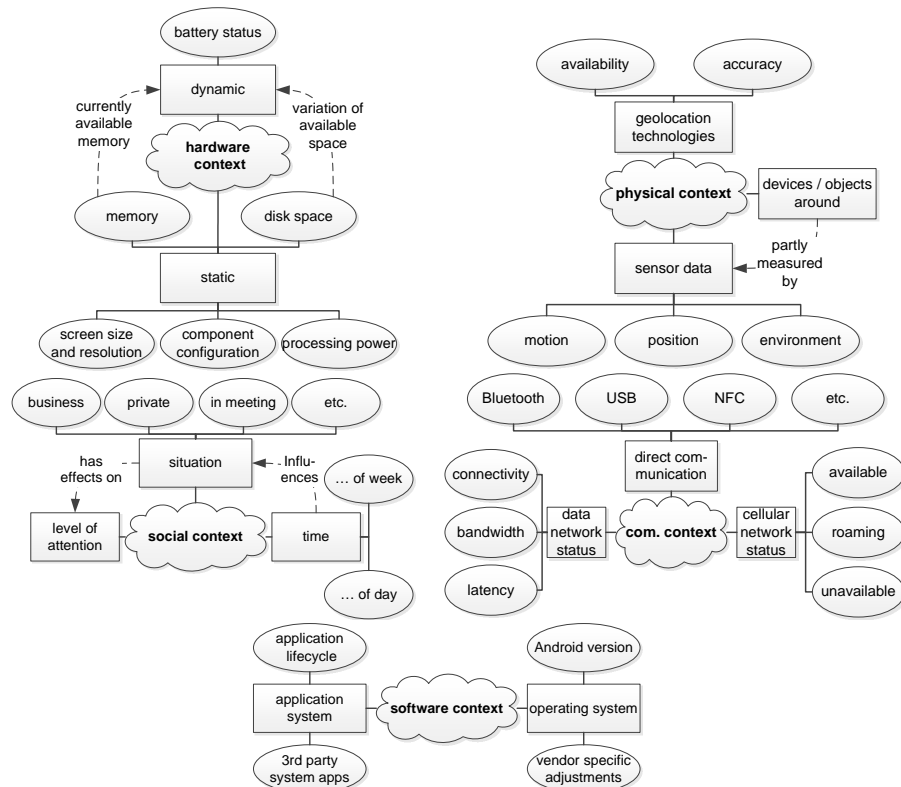 battery status
dynamic
currently
available
memory
variation of
available
space
hardware
context
memory
disk space
static
screen size
and resolution
component
configuration
processing power
availability
accuracy
geolocation
technologies
physical context
devices / objects
around
partly
measured
by
sensor data
motion
position
environment
business
private
in meeting
etc.
has
effects on
situation
Influ-
ences
... of week
level of
attention
social context
time
... of day
Bluetooth
USB
NFC
etc.
direct com-
munication
connectivity
available
bandwidth
data
network
status
com. context
cellular
network
status
roaming
latency
unavailable
application
lifecycle
Android version
application
system
software context
operating system
3rd party
system apps
vendor specific
adjustments